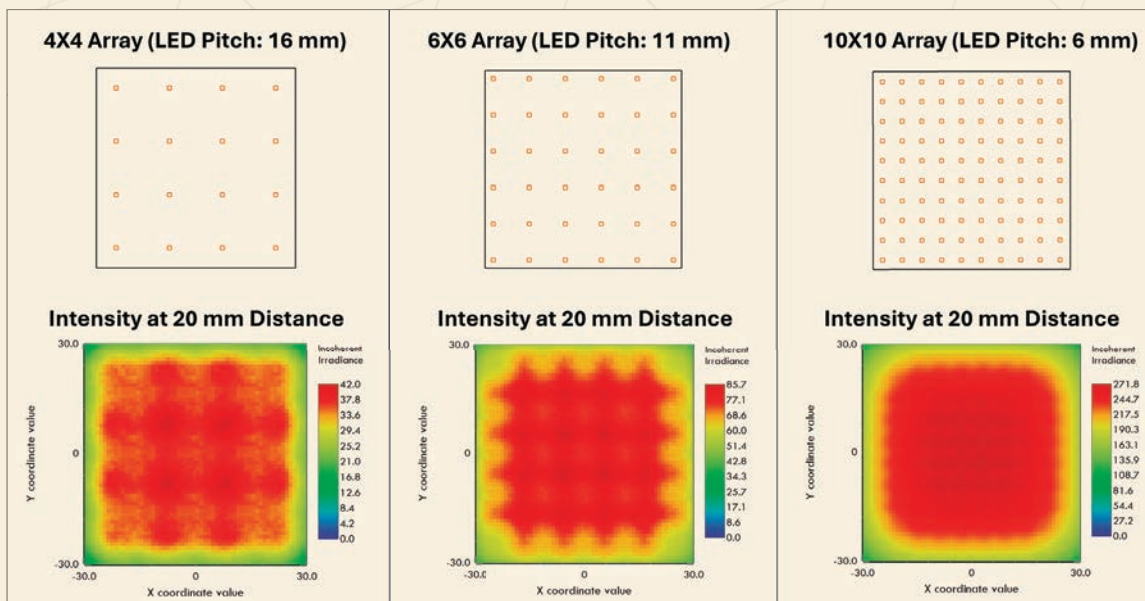 4X4 Array (LED Pitch: 16 mm)
Intensity at 20 mm Distance
30.0
0
-30.0
Y coordinate value
-30.0
0
30.0
X coordinate value
Incoherent
Irradiance
42.0
37.8
33.6
29.4
25.2
21.0
16.8
12.6
8.4
4.2
0.0
6X6 Array (LED Pitch: 11 mm)
Intensity at 20 mm Distance
30.0
0
-30.0
Y coordinate value
-30.0
0
30.0
X coordinate value
Incoherent
Irradiance
85.7
77.1
68.6
60.0
51.4
42.8
34.3
25.7
17.1
8.6
0.0
10X10 Array (LED Pitch: 6 mm)
Intensity at 20 mm Distance
30.0
0
-30.0
Y coordinate value
-30.0
0
30.0
X coordinate value
Incoherent
Irradiance
271.8
244.7
217.5
190.3
163.1
135.9
108.7
81.6
54.4
27.2
0.0